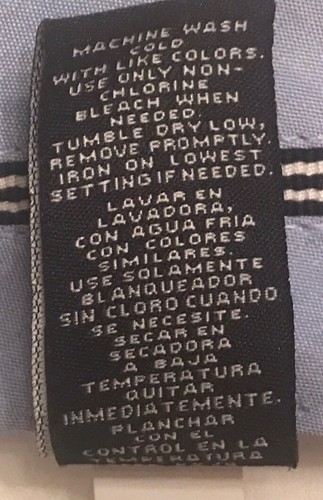 MACHINE WASH
COLD
WITH LIKE COLORS.
USE ONLY NON-
CHLORINE
BLEACH WHEN
NEEDED.
TUMBLE DRY LOW,
REMOVE PROMPTLY.
IRON ON LOWEST
SETTING IF NEEDED.
LAVAR EN
LAVADORA,
CON AGUA FRIA
CON COLORES
SIMILARES.
USE SOLAMENTE
BLANQUEADOR
SIN CLORO CUANDO
SE NECESITE.
SECAR EN
SECADORA
A BAJA
TEMPERATURA
QUITAR
INMEDIATEMENTE.
PLANCHAR
CON EL
CONTROL EN LA
TEMPERATURA